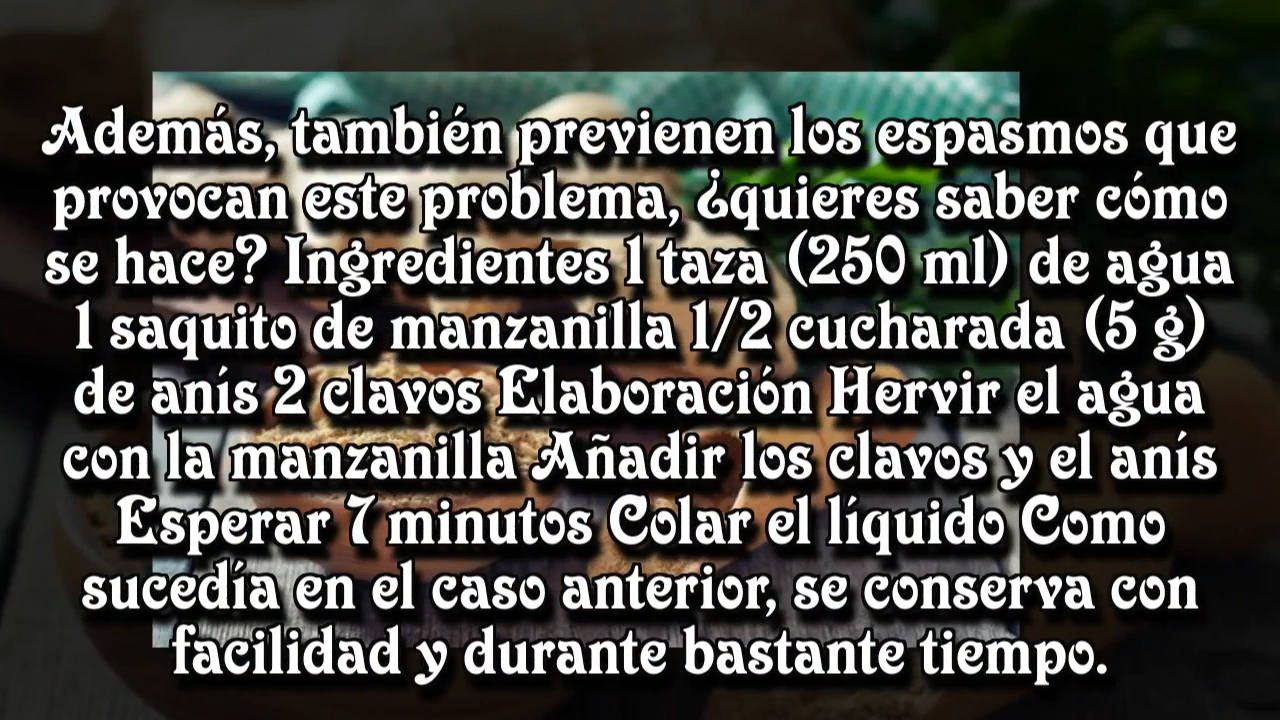 Además, también previenen los espasmos que
provocan este problema, ¿quieres saber cómo
se hace? Ingredientes 1 taza (250 ml) de agua
1 saquito de manzanilla 1/2 cucharada (5 g)
de anís 2 clavos Elaboración Hervir el agua
con la manzanilla Añadir los clavos y el anís
Esperar 7 minutos Colar el líquido Como
sucedía en el caso anterior, se conserva con
facilidad y durante bastante tiempo.